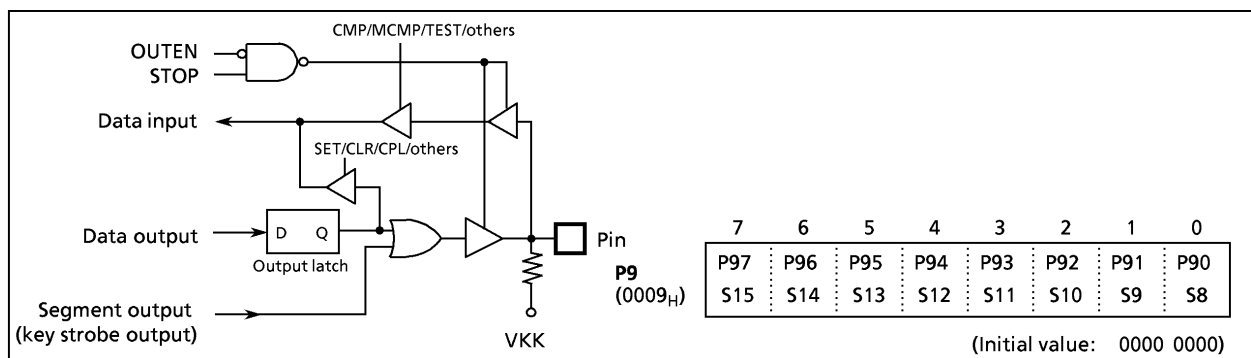 CMP/MCMP/TEST/others
OUTEN
STOP
Data input
SET/CLR/CPL/others
Data output
D Q
Output latch
Pin
Segment output
(key strobe output)
VKK
P9
(0009H)
7 6 5 4 3 2 1 0
P97 P96 P95 P94 P93 P92 P91 P90
S15 S14 S13 S12 S11 S10 S9 S8
(Initial value: 0000 0000)